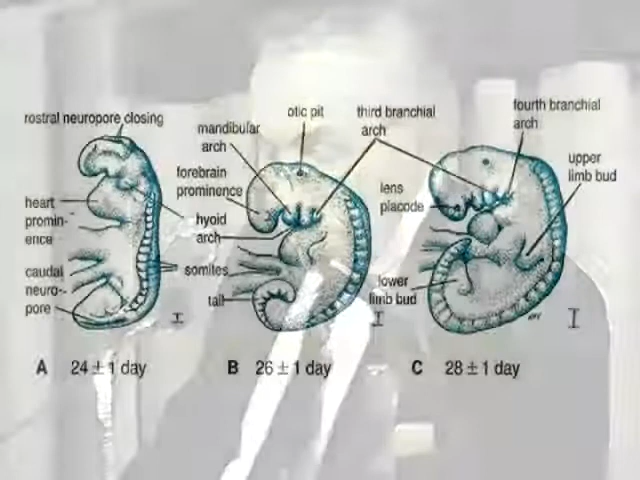 rostral neuropore closing
heart
promin-
ence
caudal
neuro-
pore
mandibular
arch
otic pit
forebrain
prominence
hyoid
arch
somites
tail
third branchial
arch
fourth branchial
arch
upper
limb bud
lens
placode
lower
limb bud
A 24 ± 1 day
B 26 ± 1 day
C 28 ± 1 day